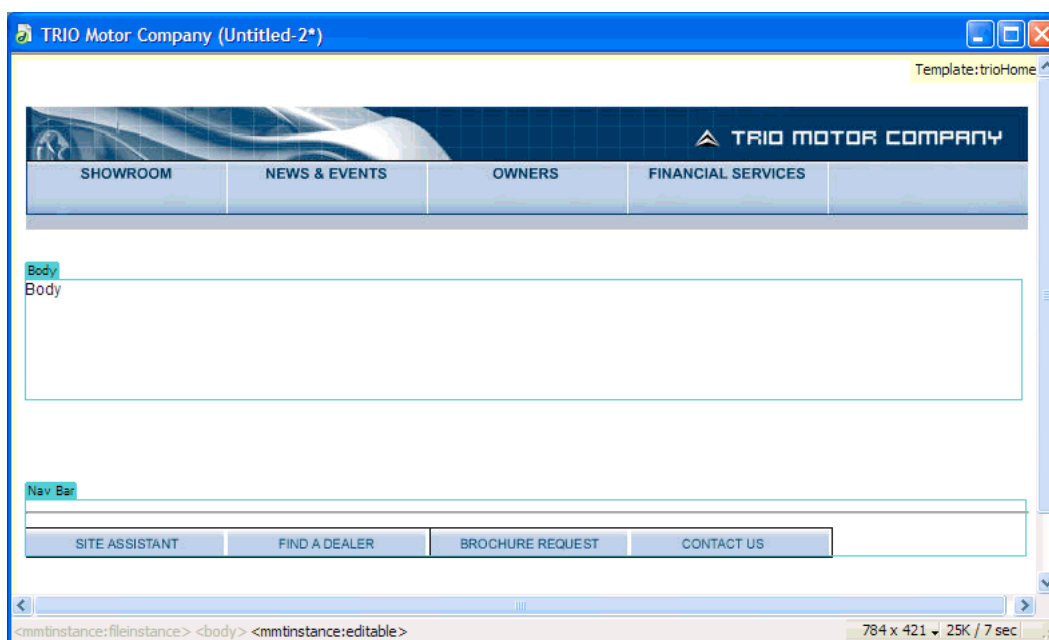 TRIO Motor Company (Untitled-2*)
Template:trioHome
TRIO MOTOR COMPANY
SHOWROOM NEWS & EVENTS OWNERS FINANCIAL SERVICES
Body
Body
Nav Bar
SITE ASSISTANT FIND A DEALER BROCHURE REQUEST CONTACT US
<mmtinstance:fileinstance> <body> <mmtinstance:editable> 784 x 421 25K / 7 sec